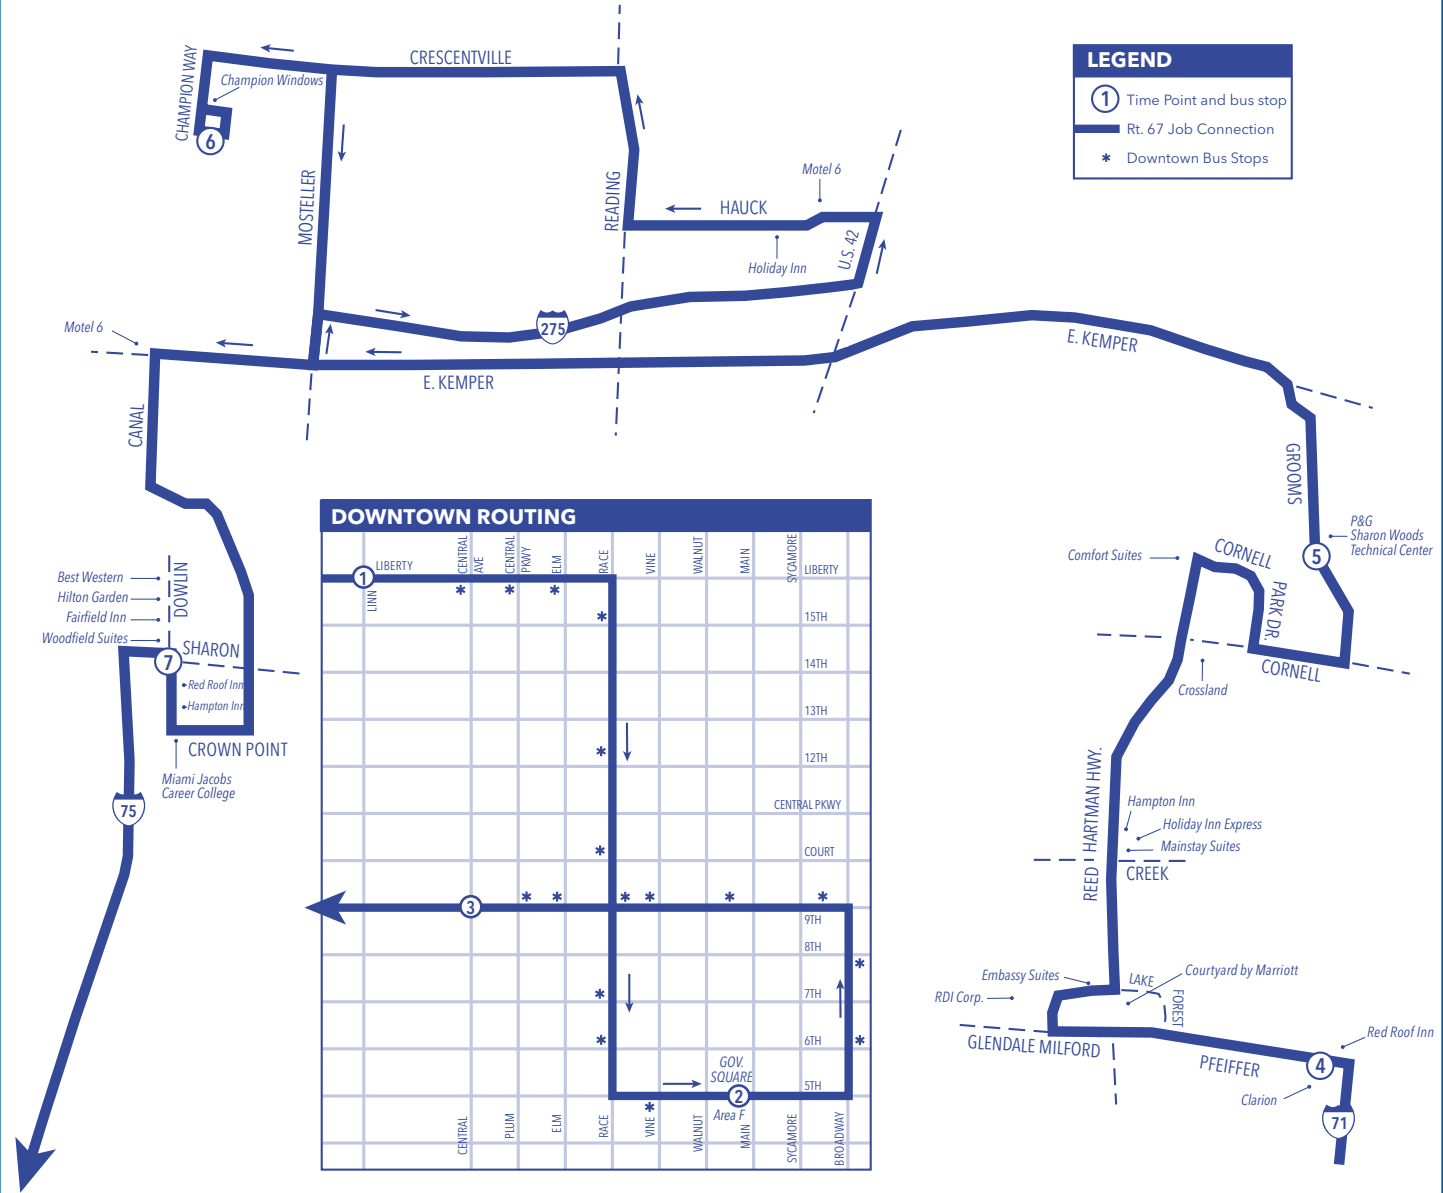 CRESCENTVILLE
CHAMPION WAY
Champion Windows
6
MOSTELLER
READING
Motel 6
HAUCK
Holiday Inn
U.S. 42
LEGEND
1
Time Point and bus stop
Rt. 67 Job Connection
* Downtown Bus Stops
275
Motel 6
E. KEMPER
E. KEMPER
CANAL
GROOMS
P&G
Sharon Woods
Technical Center
5
Comfort Suites
CORNELL
PARK DR.
CORNELL
Crossland
Best Western
Hilton Garden
Fairfield Inn
Woodfield Suites
DOWLIN
SHARON
7
Red Roof Inn
Hampton Inn
CROWN POINT
Miami Jacobs
Career College
75
DOWNTOWN ROUTING
CENTRAL
AVE
CENTRAL
PKWY
ELM
RACE
VINE
WALNUT
MAIN
SYCAMORE
LIBERTY
1
LINN
LIBERTY
15TH
14TH
13TH
12TH
CENTRAL PKWY
COURT
3
9TH
8TH
7TH
6TH
GOV.
SQUARE
5TH
2
Area F
CENTRAL
PLUM
ELM
RACE
VINE
WALNUT
MAIN
SYCAMORE
BROADWAY
REED HARTMAN HWY.
Hampton Inn
Holiday Inn Express
Mainstay Suites
CREEK
Embassy Suites
LAKE
FOREST
Courtyard by Marriott
RDI Corp.
GLENDALE MILFORD
PFEIFFER
Red Roof Inn
4
Clarion
71